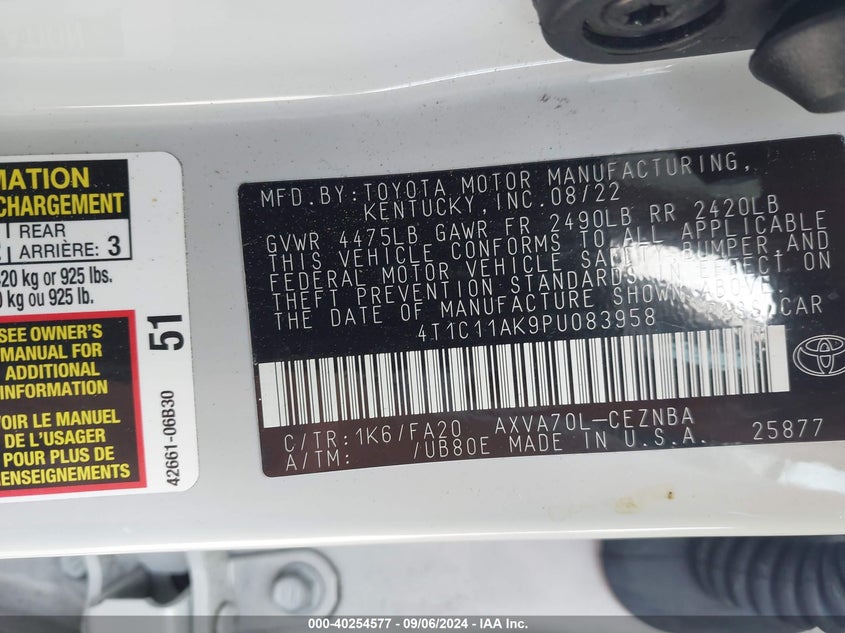 MATION
CHARGEMENT
REAR
ARRIÈRE: 3
420 kg or 925 lbs.
0 kg ou 925 lb.
SEE OWNER'S
MANUAL FOR
ADDITIONAL
INFORMATION
VOIR LE MANUEL
DE L'USAGER
POUR PLUS DE
RENSEIGNEMENTS
51
42661-06B30
MFD.BY:TOYOTA MOTOR MANUFACTURING,
KENTUCKY,INC.08/22
GVWR 4475LB GAWR FR 2490LB RR 2420LB
THIS VEHICLE CONFORMS TO ALL APPLICABLE
FEDERAL MOTOR VEHICLE SAFETY, BUMPER AND
THEFT PREVENTION STANDARDS IN EFFECT ON
THE DATE OF MANUFACTURE SHOWN
CAR
4T1C11AK9PU083958
C/TR:1K6/FA20 AXVA70L-CEZNBA
A/TM: /UB80E MADE IN U.S.A. 25877
000-40254577 - 09/06/2024 - IAA Inc.